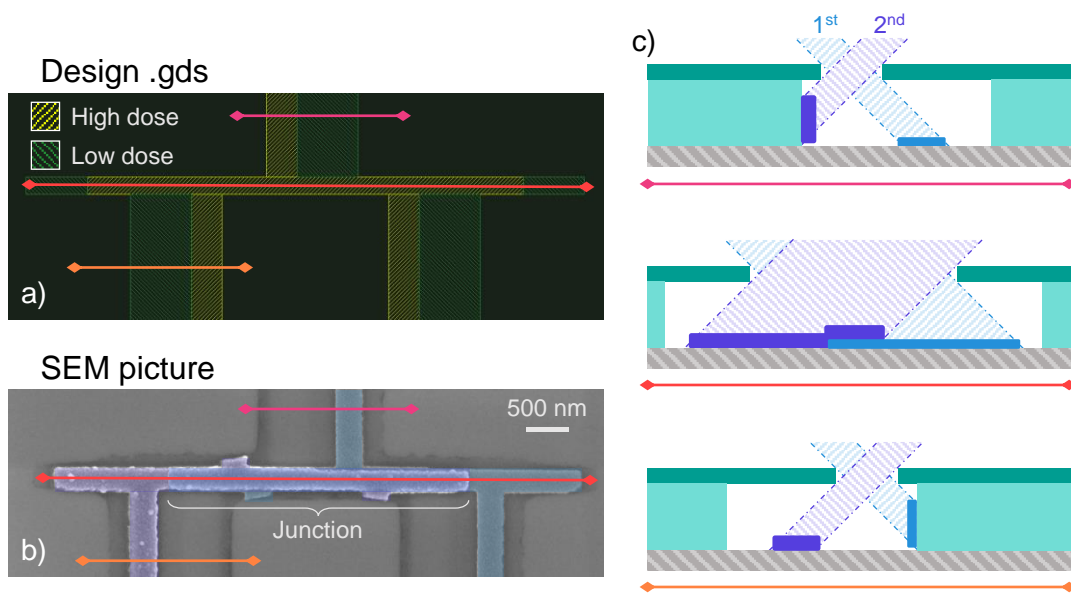 Design .gds
High dose
Low dose
a)
SEM picture
500 nm
Junction
b)
c)
1st 2nd